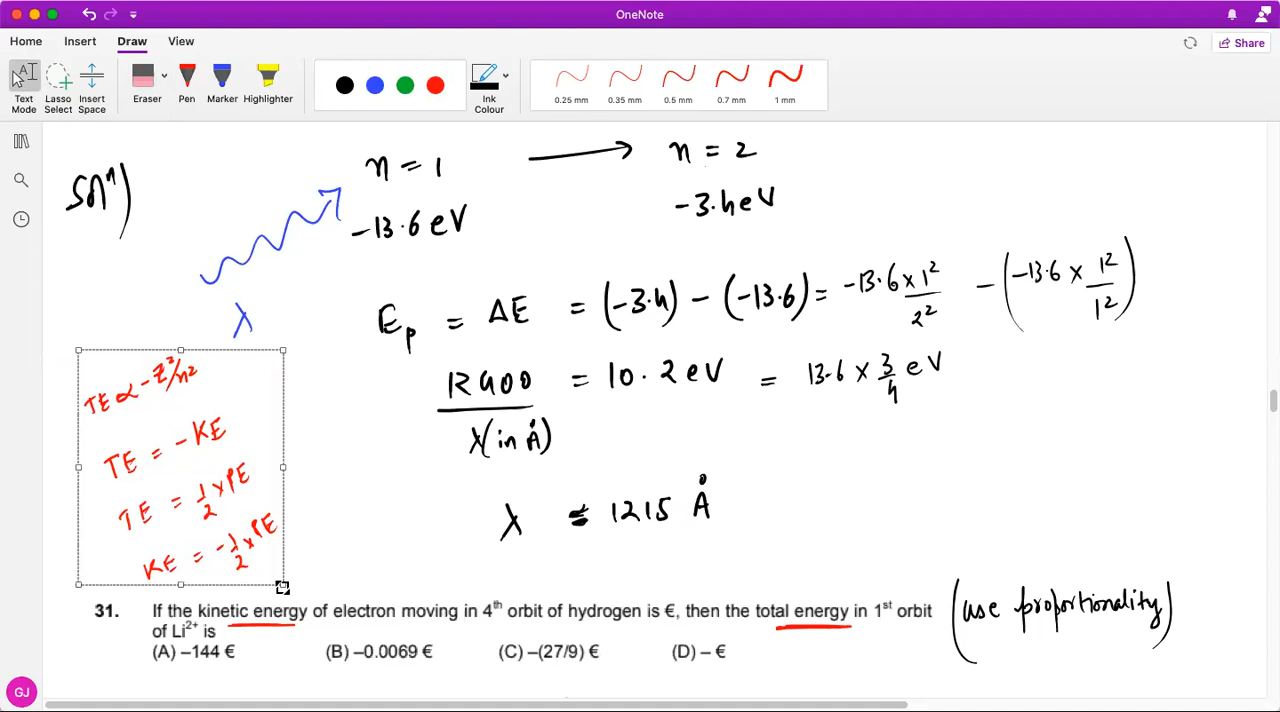 OneNote
Home Insert Draw View
Share
Text Mode
Lasso Select
Insert Space
Eraser
Pen
Marker
Highlighter
Ink Colour
0.25 mm
0.35 mm
0.5 mm
0.7 mm
1 mm
Solⁿ)
n = 1 ⟶ n = 2
-13.6 eV
-3.4 eV
λ
E_p = ΔE = (-3.4) - (-13.6) = -13.6 × 1²/2² - (-13.6 × 1²/1²)
12400/λ(in Å) = 10.2 eV = 13.6 × 3/4 eV
λ = 1215 Å
TE ∝ -Z²/n²
TE = -KE
TE = 1/2 × PE
KE = -1/2 × PE
31. If the kinetic energy of electron moving in 4th orbit of hydrogen is €, then the total energy in 1st orbit
of Li²⁺ is
(A) –144 € (B) –0.0069 € (C) –(27/9) € (D) – €
(use proportionality)
GJ